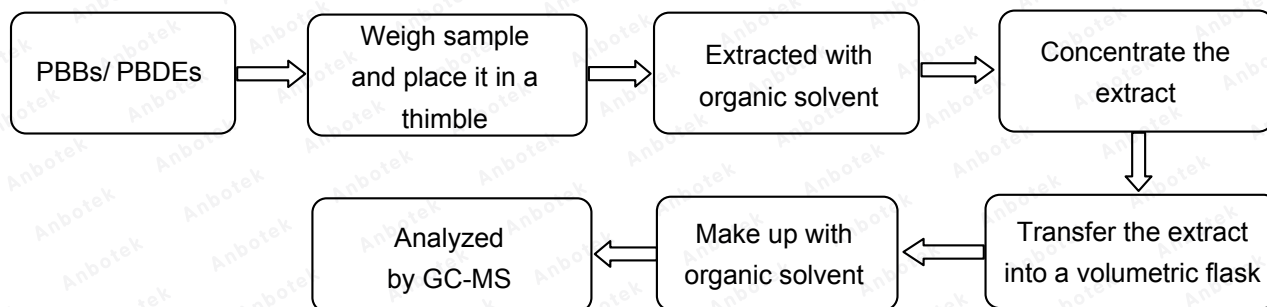 PBBs/ PBDEs
Weigh sample
and place it in a
thimble
Extracted with
organic solvent
Concentrate the
extract
Transfer the extract
into a volumetric flask
Make up with
organic solvent
Analyzed
by GC-MS
Anbotek